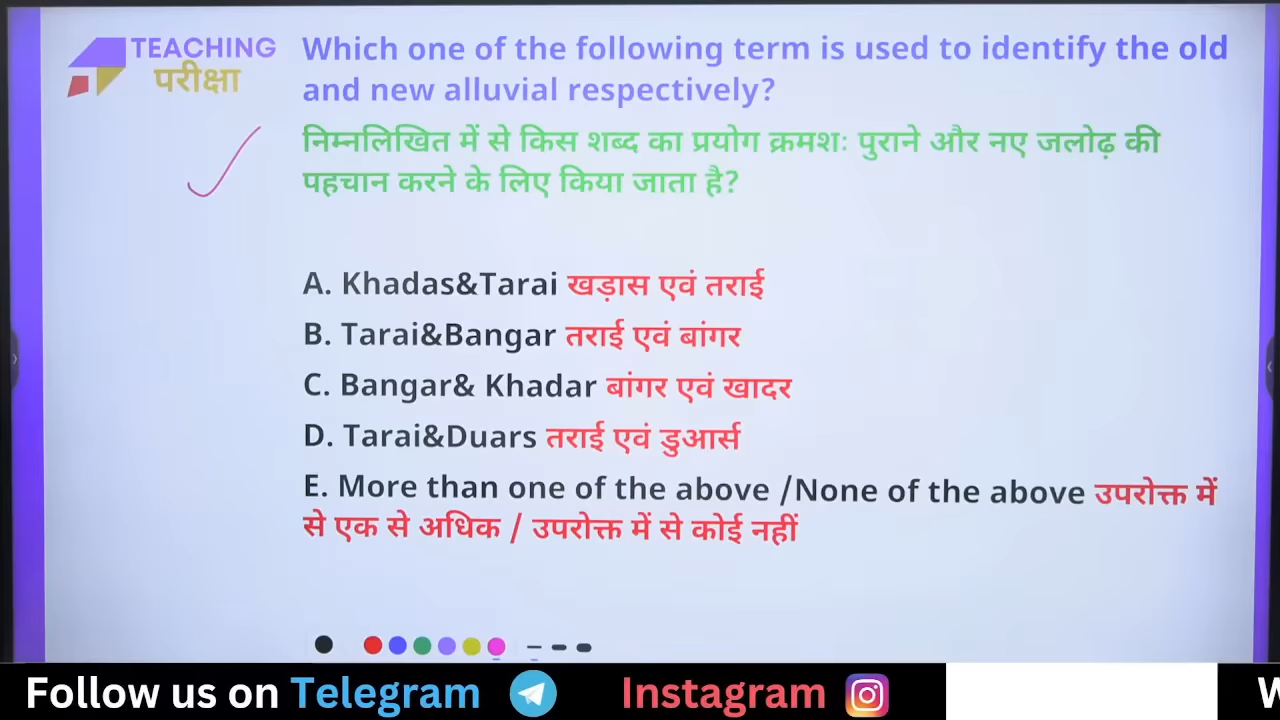 TEACHING
परीक्षा
Which one of the following term is used to identify the old
and new alluvial respectively?
निम्नलिखित में से किस शब्द का प्रयोग क्रमशः पुराने और नए जलोढ़ की
पहचान करने के लिए किया जाता है?
A. Khadas&Tarai खड़ास एवं तराई
B. Tarai&Bangar तराई एवं बांगर
C. Bangar& Khadar बांगर एवं खादर
D. Tarai&Duars तराई एवं डुआर्स
E. More than one of the above /None of the above उपरोक्त में
से एक से अधिक / उपरोक्त में से कोई नहीं
Follow us on Telegram Instagram W